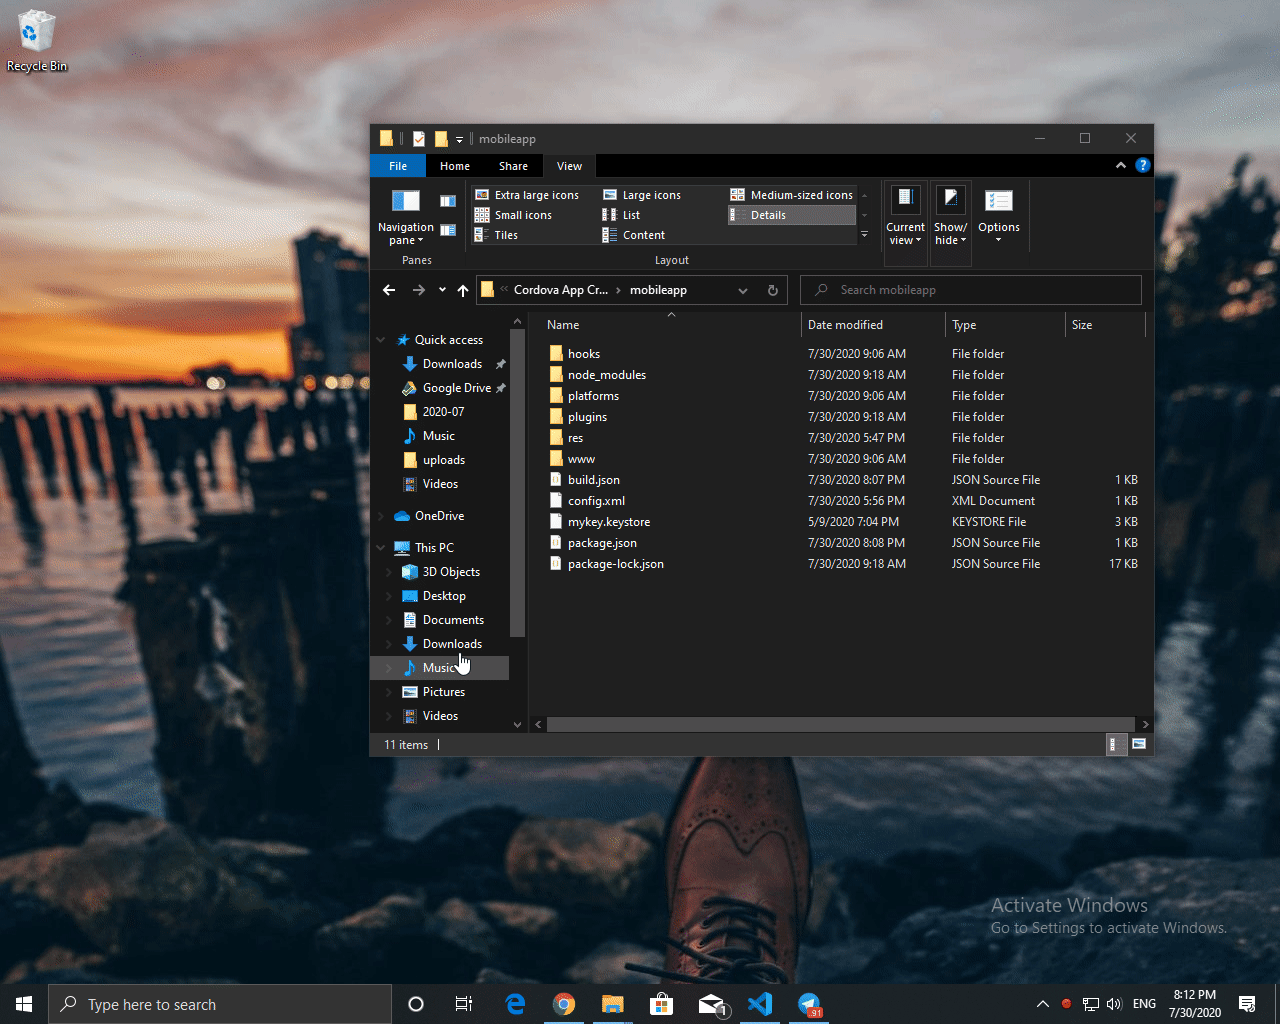 Recycle Bin
mobileapp
File Home Share View
Navigation pane
Extra large icons Large icons Medium-sized icons
Small icons List Details
Tiles Content
Current view
Show/ hide
Options
Panes Layout
Cordova App Cr... › mobileapp
Search mobileapp
Name Date modified Type Size
Quick access
Downloads
Google Drive
2020-07
Music
uploads
Videos
OneDrive
This PC
3D Objects
Desktop
Documents
Downloads
Music
Pictures
Videos
hooks 7/30/2020 9:06 AM File folder
node_modules 7/30/2020 9:18 AM File folder
platforms 7/30/2020 9:06 AM File folder
plugins 7/30/2020 9:18 AM File folder
res 7/30/2020 5:47 PM File folder
www 7/30/2020 9:06 AM File folder
build.json 7/30/2020 8:07 PM JSON Source File 1 KB
config.xml 7/30/2020 5:56 PM XML Document 1 KB
mykey.keystore 5/9/2020 7:04 PM KEYSTORE File 3 KB
package.json 7/30/2020 8:08 PM JSON Source File 1 KB
package-lock.json 7/30/2020 9:18 AM JSON Source File 17 KB
11 items
Activate Windows
Go to Settings to activate Windows.
Type here to search
1
.91
ENG
8:12 PM
7/30/2020